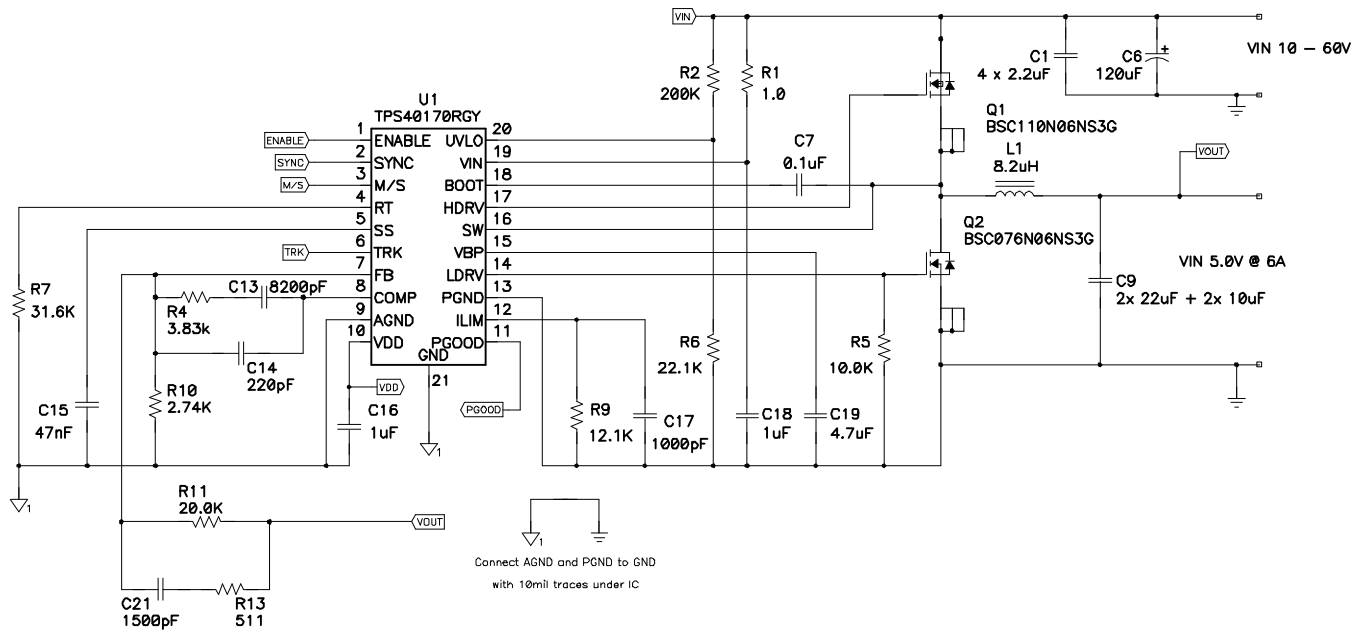 VIN
VIN 10 – 60V
C1
4 x 2.2uF
C6
120uF
+
R2
200K
R1
1.0
Q1
BSC110N06NS3G
L1
8.2uH
VOUT
C7
0.1uF
U1
TPS40170RGY
ENABLE
1
ENABLE
UVLO
20
SYNC
2
SYNC
VIN
19
M/S
3
M/S
BOOT
18
4
RT
HDRV
17
5
SS
SW
16
TRK
6
TRK
VBP
15
7
FB
LDRV
14
8
COMP
PGND
13
9
AGND
ILIM
12
10
VDD
PGOOD
11
GND
21
Q2
BSC076N06NS3G
VIN 5.0V @ 6A
C9
2x 22uF + 2x 10uF
R7
31.6K
C13
8200pF
R4
3.83k
C14
220pF
R10
2.74K
C15
47nF
VDD
C16
1uF
PGOOD
R9
12.1K
C17
1000pF
R6
22.1K
C18
1uF
C19
4.7uF
R5
10.0K
1
1
R11
20.0K
VOUT
C21
1500pF
R13
511
1
Connect AGND and PGND to GND
with 10mil traces under IC